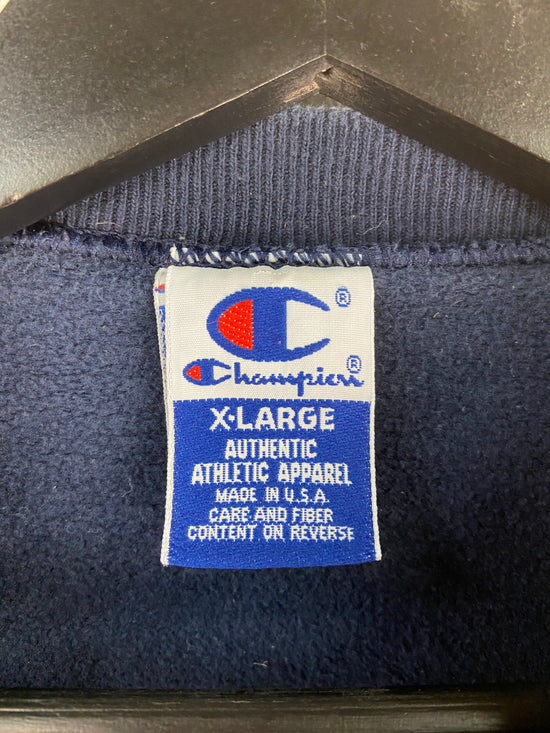 ®
Champion®
X·LARGE
AUTHENTIC
ATHLETIC APPAREL
MADE IN U.S.A.
CARE AND FIBER
CONTENT ON REVERSE